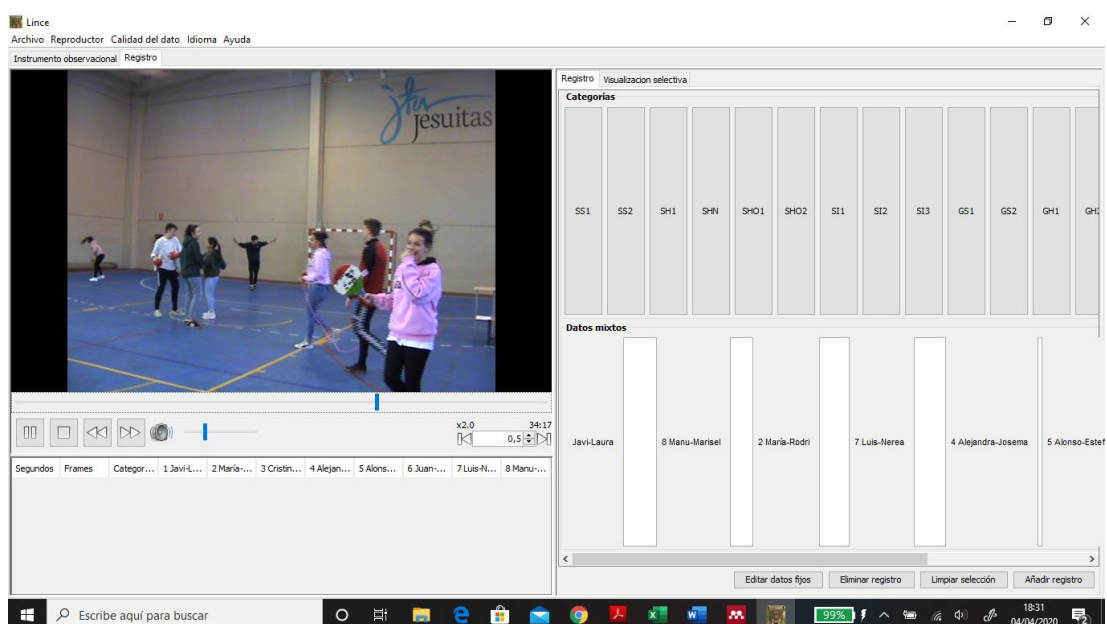 Lince
Archivo Reproductor Calidad del dato Idioma Ayuda
Instrumento observacional Registro
jtu
jesuitas
x2.0 34:17
0,5
Segundos Frames Categor... 1 Javi-L... 2 María-... 3 Cristin... 4 Alejan... 5 Alons... 6 Juan-... 7 Luis-N... 8 Manu-...
Registro Visualizacion selectiva
Categorías
SS1 SS2 SH1 SHN SHO1 SHO2 SI1 SI2 SI3 GS1 GS2 GH1
Datos mixtos
Javi-Laura 8 Manu-Marisel 2 María-Rodri 7 Luis-Nerea 4 Alejandra-Josema 5 Alonso-Estef
Editar datos fijos Eliminar registro Limpiar selección Añadir registro
Escribe aquí para buscar
99%
18:31
04/04/2020